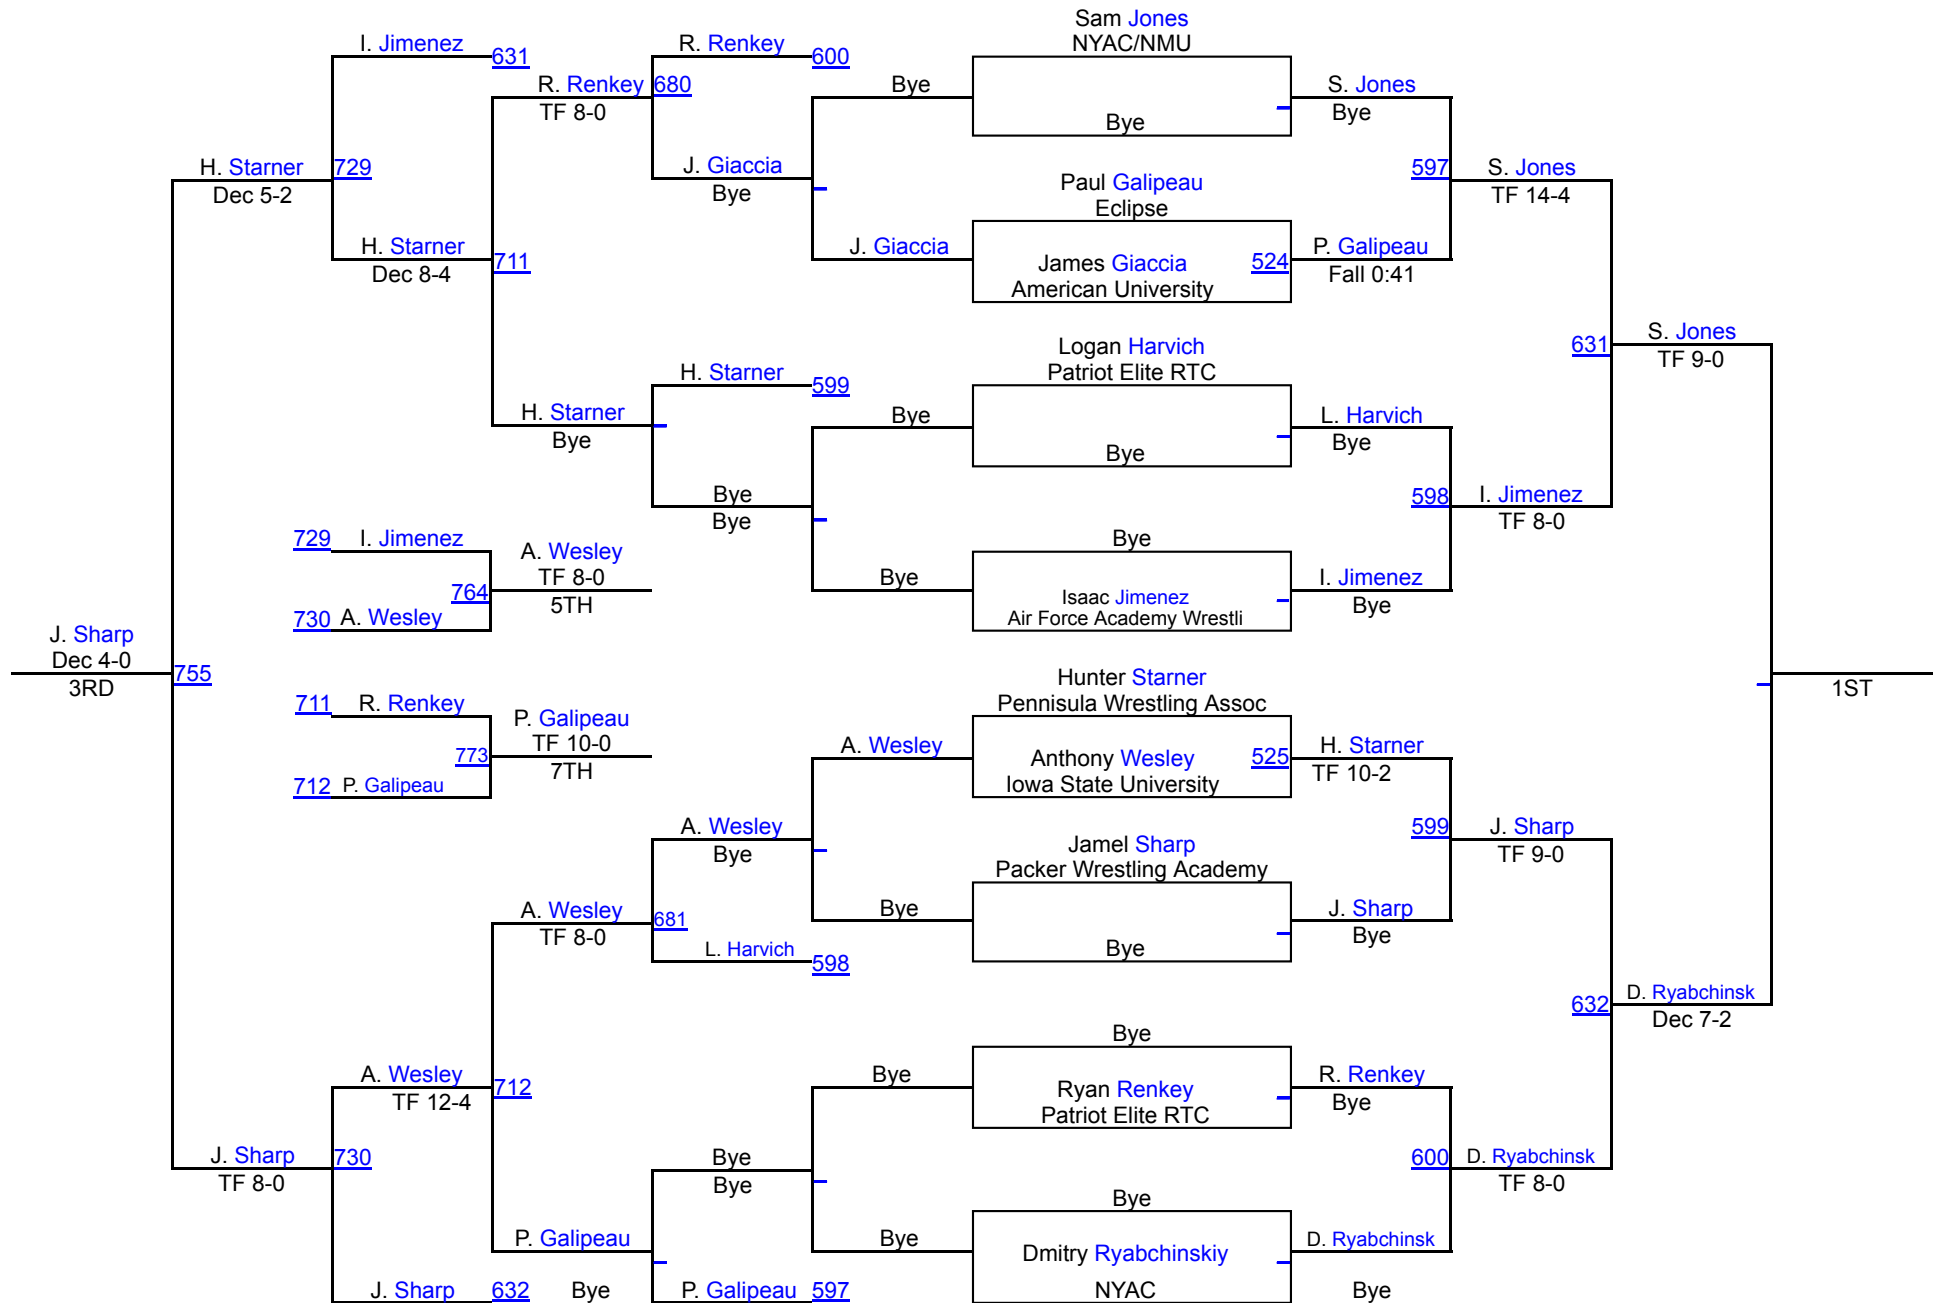 Sam Jones
NYAC/NMU
I. Jimenez
631
R. Renkey
600
R. Renkey
680
TF 8-0
Bye
Bye
S. Jones
Bye
H. Starner
729
Dec 5-2
J. Giaccia
Bye
Paul Galipeau
Eclipse
597
S. Jones
TF 14-4
H. Starner
711
Dec 8-4
J. Giaccia
James Giaccia
American University
524
P. Galipeau
Fall 0:41
Logan Harvich
Patriot Elite RTC
631
S. Jones
TF 9-0
H. Starner
599
H. Starner
Bye
Bye
Bye
L. Harvich
Bye
Bye
Bye
598
I. Jimenez
TF 8-0
729
I. Jimenez
A. Wesley
TF 8-0
764
5TH
730
A. Wesley
Bye
Bye
Isaac Jimenez
Air Force Academy Wrestli
I. Jimenez
Bye
J. Sharp
Dec 4-0
755
3RD
Hunter Starner
Pennisula Wrestling Assoc
1ST
711
R. Renkey
P. Galipeau
TF 10-0
773
7TH
712
P. Galipeau
A. Wesley
Anthony Wesley
Iowa State University
525
H. Starner
TF 10-2
A. Wesley
Bye
Jamel Sharp
Packer Wrestling Academy
599
J. Sharp
TF 9-0
A. Wesley
681
TF 8-0
L. Harvich
598
Bye
Bye
J. Sharp
Bye
632
D. Ryabchinsk
Dec 7-2
Bye
A. Wesley
712
TF 12-4
Bye
Ryan Renkey
Patriot Elite RTC
R. Renkey
Bye
J. Sharp
730
TF 8-0
Bye
Bye
600
D. Ryabchinsk
TF 8-0
Bye
P. Galipeau
Bye
Dmitry Ryabchinskiy
NYAC
D. Ryabchinsk
Bye
J. Sharp
632
Bye
P. Galipeau
597